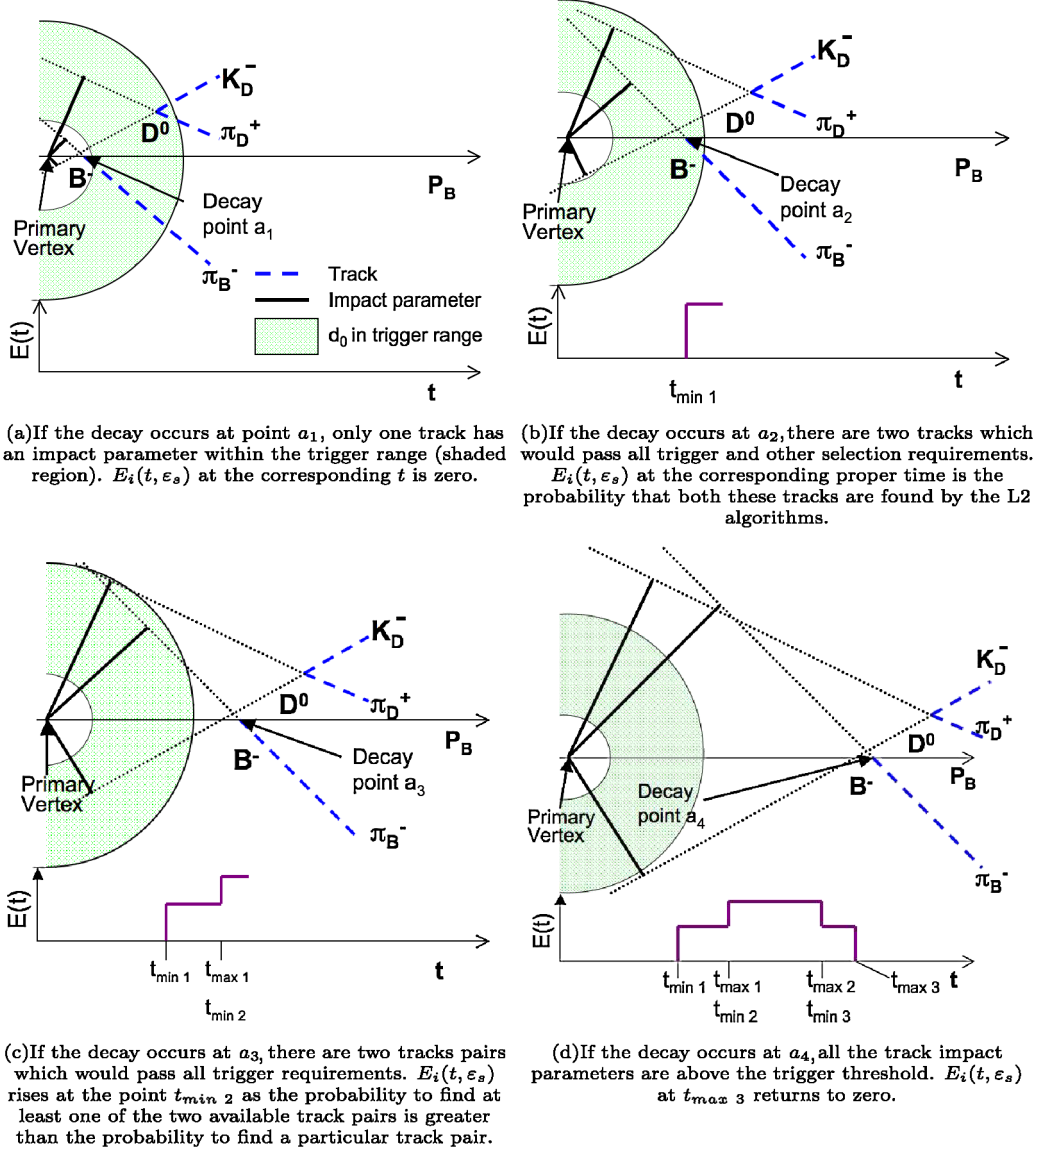 K_D^-
D^0
π_D^+
B^-
P_B
Decay
point a_1
Primary
Vertex
π_B^-
Track
Impact parameter
d_0 in trigger range
E(t)
t
(a)If the decay occurs at point a_1, only one track has
an impact parameter within the trigger range (shaded
region). E_i(t, ε_s) at the corresponding t is zero.
K_D^-
D^0
π_D^+
B^-
P_B
Decay
point a_2
Primary
Vertex
π_B^-
E(t)
t
t_min 1
(b)If the decay occurs at a_2, there are two tracks which
would pass all trigger and other selection requirements.
E_i(t, ε_s) at the corresponding proper time is the
probability that both these tracks are found by the L2
algorithms.
K_D^-
D^0
π_D^+
P_B
B^-
Decay
point a_3
Primary
Vertex
π_B^-
E(t)
t_min 1
t_max 1
t
t_min 2
(c)If the decay occurs at a_3, there are two tracks pairs
which would pass all trigger requirements. E_i(t, ε_s)
rises at the point t_min 2 as the probability to find at
least one of the two available track pairs is greater
than the probability to find a particular track pair.
K_D^-
π_D^+
D^0
B^-
P_B
Decay
point a_4
Primary
Vertex
π_B^-
E(t)
t_min 1
t_max 1
t_max 2
t_max 3
t
t_min 2
t_min 3
(d)If the decay occurs at a_4, all the track impact
parameters are above the trigger threshold. E_i(t, ε_s)
at t_max 3 returns to zero.